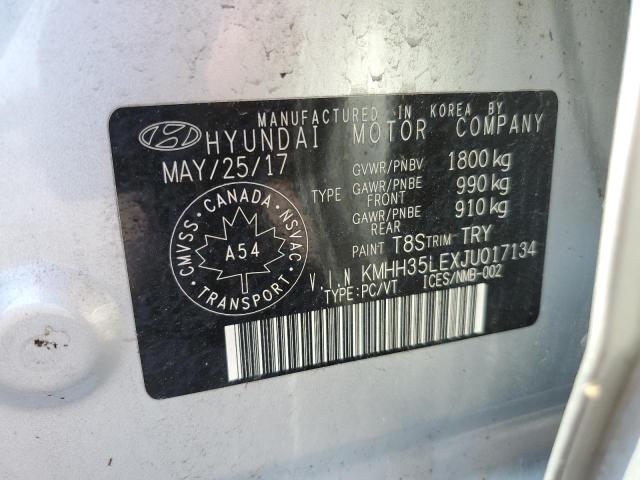 MANUFACTURED IN KOREA BY
HYUNDAI MOTOR COMPANY
MAY/25/17
GVWR/PNBV 1800 kg
TYPE GAWR/PNBE FRONT 990 kg
GAWR/PNBE REAR 910 kg
CMVSS · CANADA · NSVAC
A54
TRANSPORT
PAINT T8S TRIM TRY
V.I.N KMHH35LEXJU017134
TYPE:PC/VT ICES/NMB-002